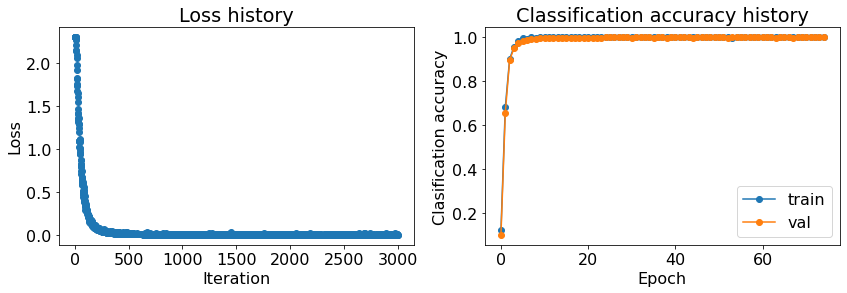 Loss history
Loss
2.0
1.5
1.0
0.5
0.0
0
500
1000
1500
2000
2500
3000
Iteration
Classification accuracy history
Clasification accuracy
1.0
0.8
0.6
0.4
0.2
0
20
40
60
Epoch
train
val